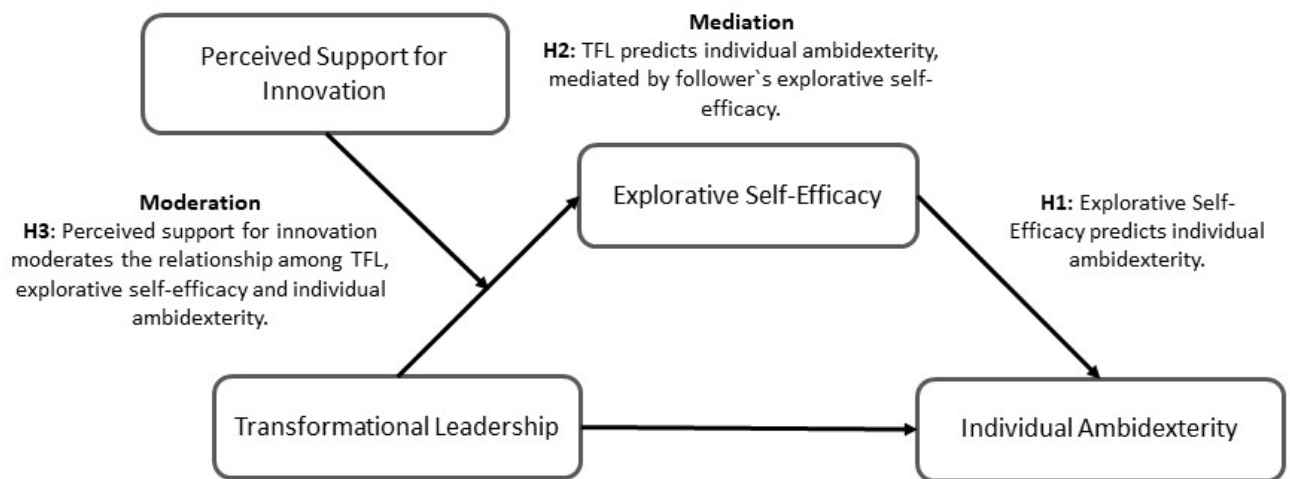 Perceived Support for
Innovation
Mediation
H2: TFL predicts individual ambidexterity,
mediated by follower`s explorative self-
efficacy.
Explorative Self-Efficacy
Moderation
H3: Perceived support for innovation
moderates the relationship among TFL,
explorative self-efficacy and individual
ambidexterity.
H1: Explorative Self-
Efficacy predicts individual
ambidexterity.
Transformational Leadership
Individual Ambidexterity